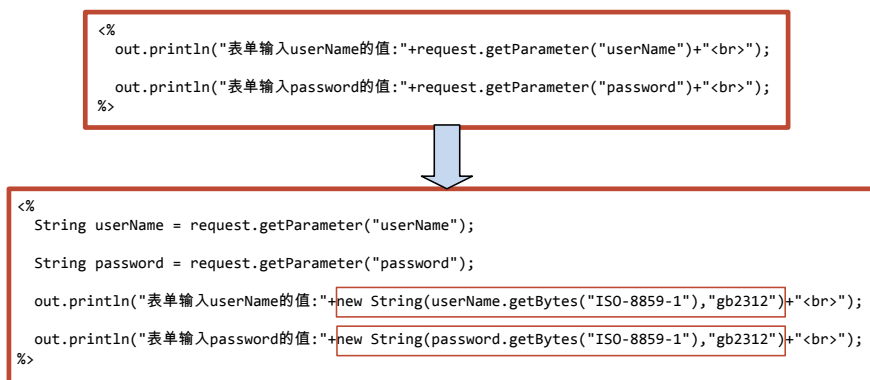 <%
out.println("表单输入userName的值:"+request.getParameter("userName")+"<br>");
out.println("表单输入password的值:"+request.getParameter("password")+"<br>");
%>
<%
String userName = request.getParameter("userName");
String password = request.getParameter("password");
out.println("表单输入userName的值:"+new String(userName.getBytes("ISO-8859-1"),"gb2312")+"<br>");
out.println("表单输入password的值:"+new String(password.getBytes("ISO-8859-1"),"gb2312")+"<br>");
%>